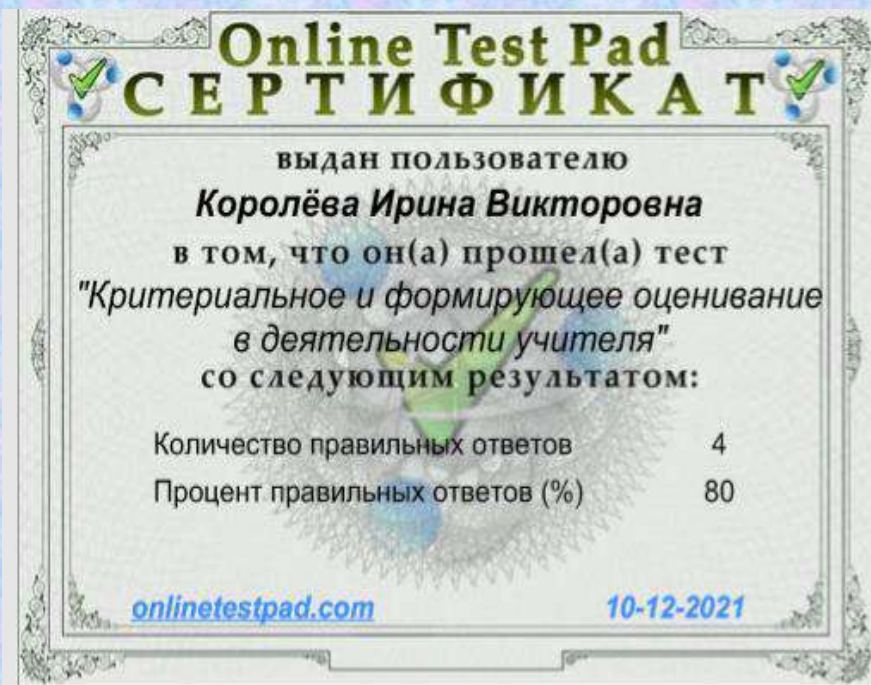 Online Test Pad
СЕРТИФИКАТ
выдан пользователю
Королёва Ирина Викторовна
в том, что он(а) прошел(а) тест
"Критериальное и формирующее оценивание
в деятельности учителя"
со следующим результатом:
Количество правильных ответов 4
Процент правильных ответов (%) 80
onlinetestpad.com 10-12-2021